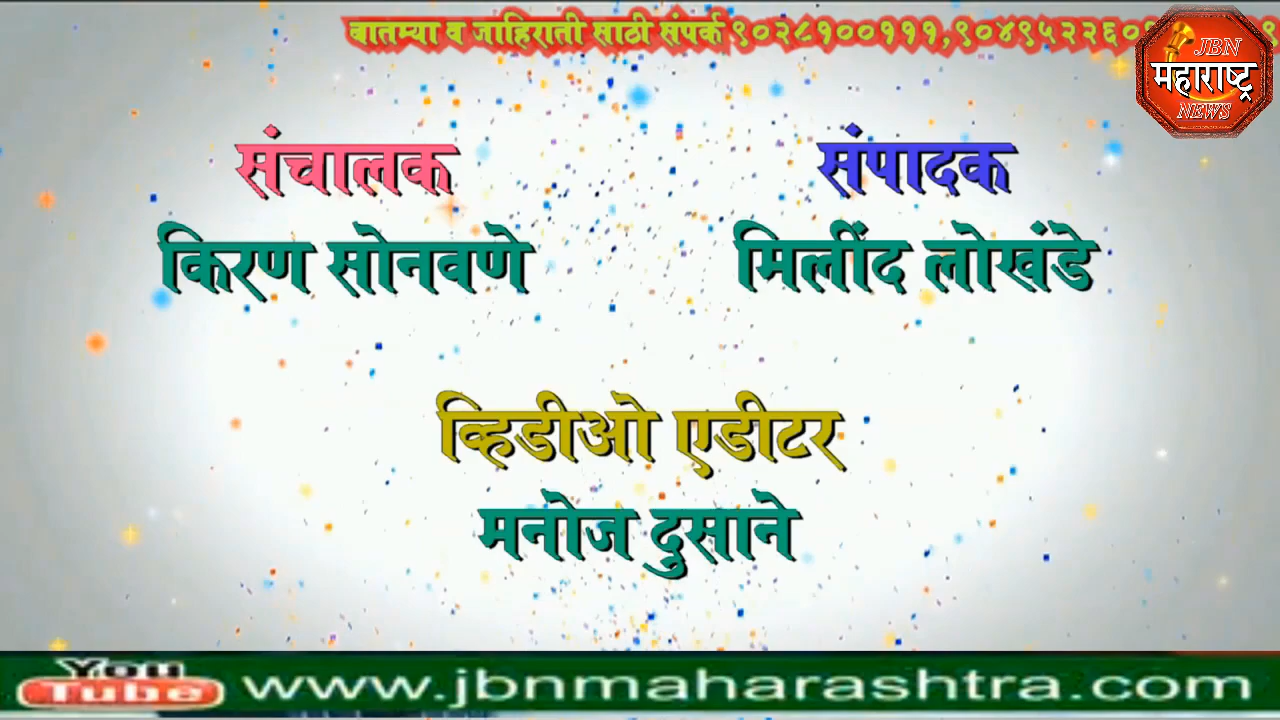 बातम्या व जाहिराती साठी संपर्क ९०२८१००१११,९०४९५२२६०
JBN
महाराष्ट्र
NEWS
संचालक
संपादक
किरण सोनवणे
मिलींद लोखंडे
व्हिडीओ एडीटर
मनोज दुसाने
You
Tube
www.jbnmaharashtra.com